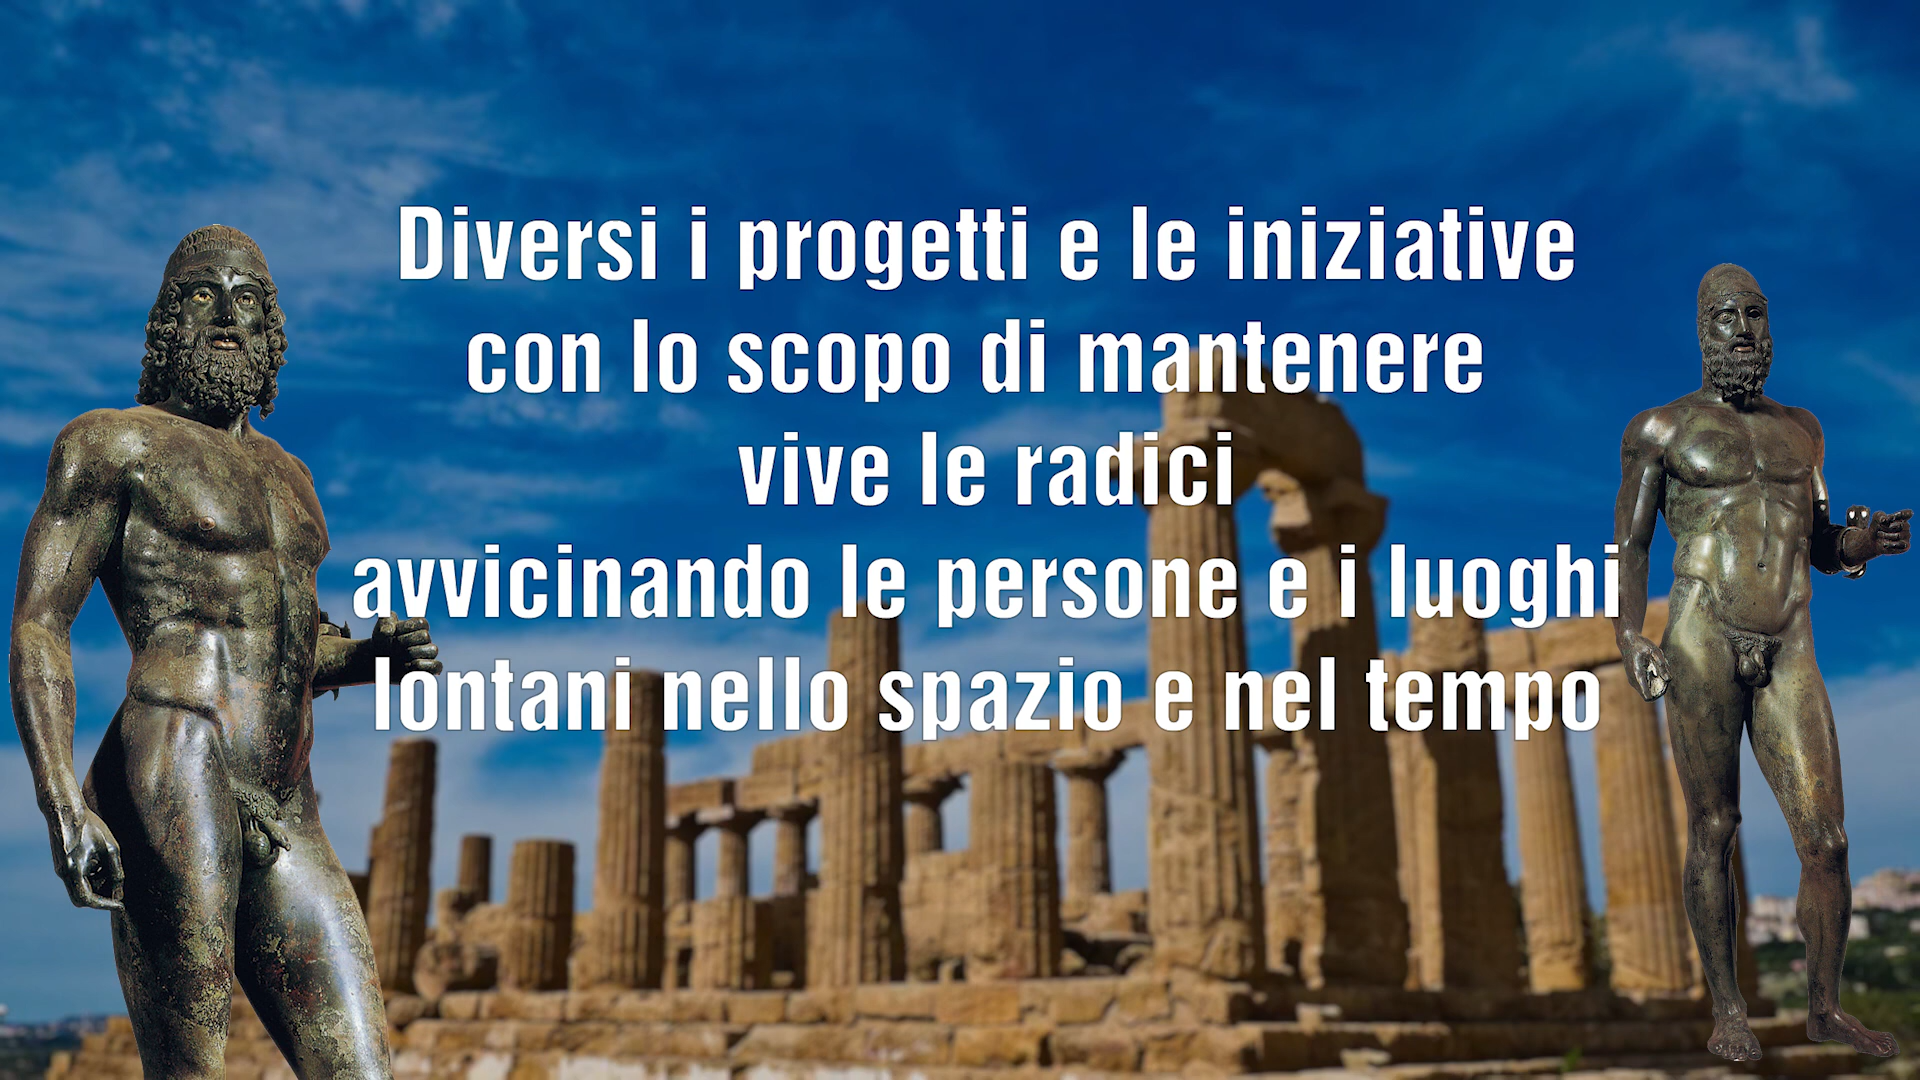 Diversi i progetti e le iniziative
con lo scopo di mantenere
vive le radici
avvicinando le persone e i luoghi
lontani nello spazio e nel tempo